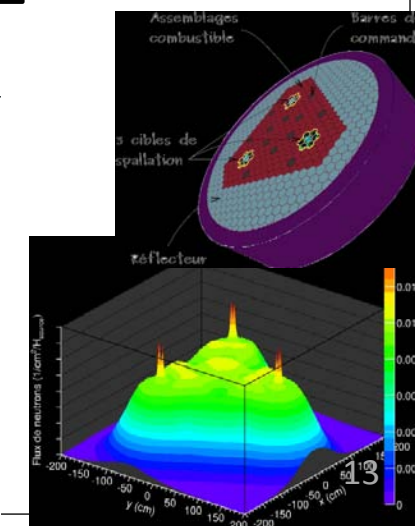 Assemblages
combustible
Barres d
command
s cibles de
spallation
Réflecteur
Flux de neutrons (1/cm²/H
0.01
0.01
0.00
0.00
0.00
0.00
0
-200 -150 -100 -50 0 50 100 150 200
y (cm)
-200 -150 -100 -50 0 50 100 150 200
x (cm)
13